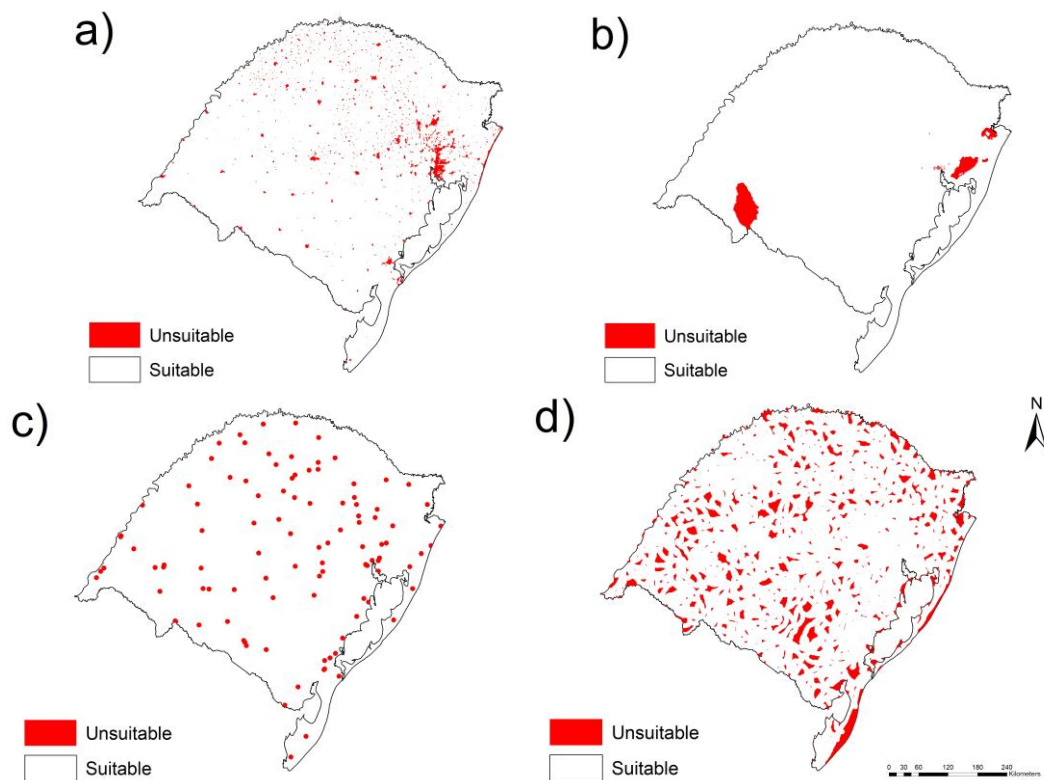 a)
Unsuitable
Suitable
b)
Unsuitable
Suitable
c)
Unsuitable
Suitable
d)
N
Unsuitable
Suitable
0 30 60 120 180 240
Kilometers